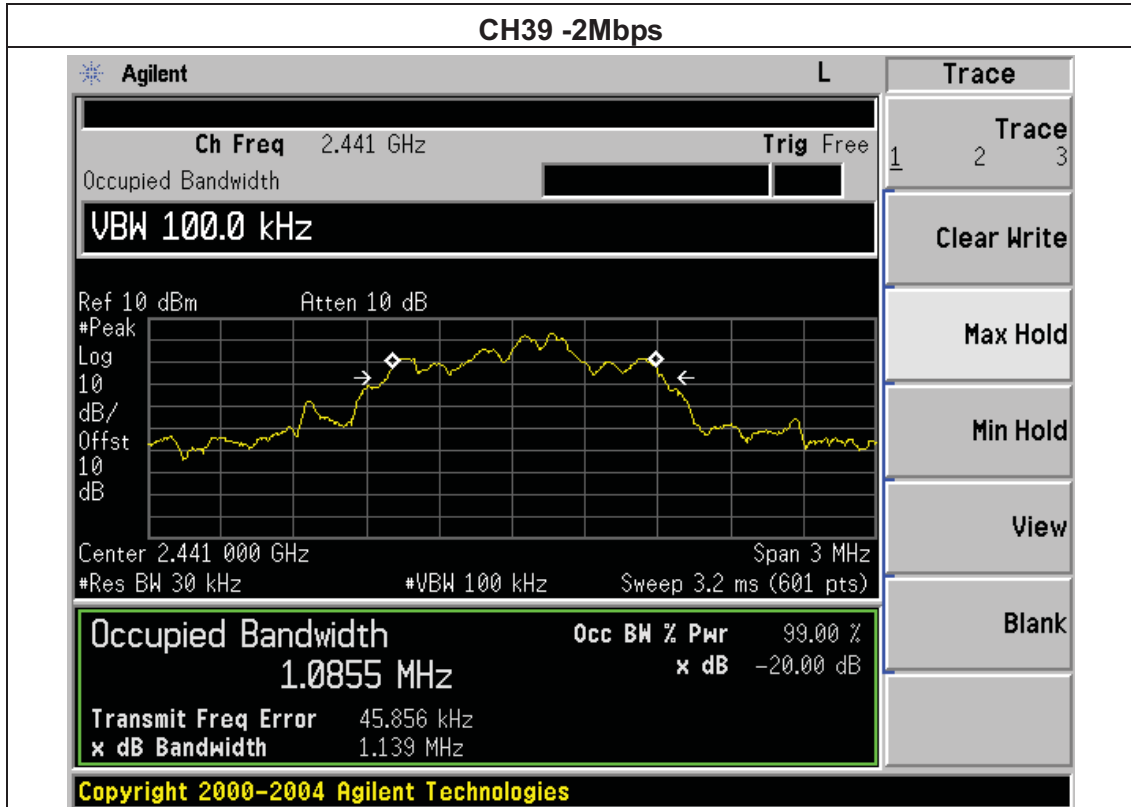 CH39 -2Mbps
Agilent L Trace
Ch Freq 2.441 GHz Trig Free
Occupied Bandwidth
VBW 100.0 kHz
Ref 10 dBm Atten 10 dB
#Peak
Log
10
dB/
Offst
10
dB
Center 2.441 000 GHz Span 3 MHz
#Res BW 30 kHz #VBW 100 kHz Sweep 3.2 ms (601 pts)
Occupied Bandwidth Occ BW % Pwr 99.00 %
1.0855 MHz x dB -20.00 dB
Transmit Freq Error 45.856 kHz
x dB Bandwidth 1.139 MHz
Copyright 2000-2004 Agilent Technologies
Trace
1 2 3
Clear Write
Max Hold
Min Hold
View
Blank